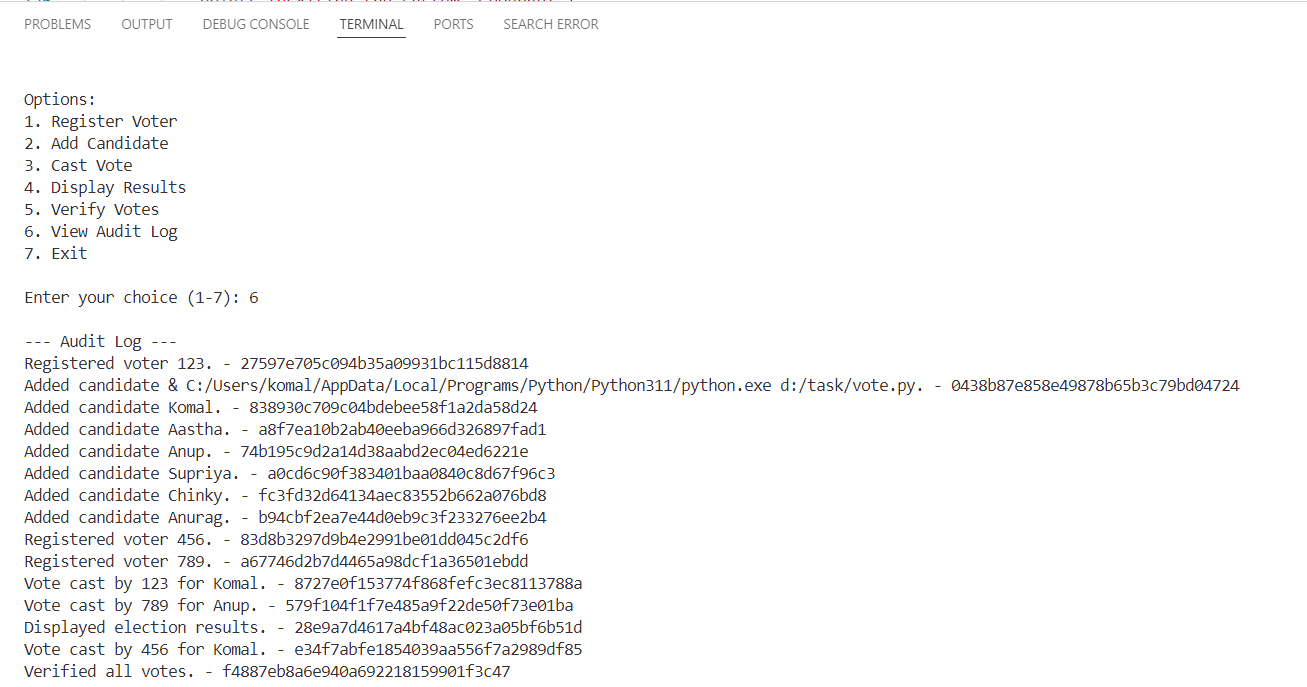 PROBLEMS OUTPUT DEBUG CONSOLE TERMINAL PORTS SEARCH ERROR
Options:
1. Register Voter
2. Add Candidate
3. Cast Vote
4. Display Results
5. Verify Votes
6. View Audit Log
7. Exit
Enter your choice (1-7): 6
--- Audit Log ---
Registered voter 123. - 27597e705c094b35a09931bc115d8814
Added candidate & C:/Users/komal/AppData/Local/Programs/Python/Python311/python.exe d:/task/vote.py. - 0438b87e858e49878b65b3c79bd04724
Added candidate Komal. - 838930c709c04bdebee58f1a2da58d24
Added candidate Aastha. - a8f7ea10b2ab40eeba966d326897fad1
Added candidate Anup. - 74b195c9d2a14d38aabd2ec04ed6221e
Added candidate Supriya. - a0cd6c90f383401baa0840c8d67f96c3
Added candidate Chinky. - fc3fd32d64134aec83552b662a076bd8
Added candidate Anurag. - b94cbf2ea7e44d0eb9c3f233276ee2b4
Registered voter 456. - 83d8b3297d9b4e2991be01dd045c2df6
Registered voter 789. - a67746d2b7d4465a98dcf1a36501ebdd
Vote cast by 123 for Komal. - 8727e0f153774f868fefc3ec8113788a
Vote cast by 789 for Anup. - 579f104f1f7e485a9f22de50f73e01ba
Displayed election results. - 28e9a7d4617a4bf48ac023a05bf6b51d
Vote cast by 456 for Komal. - e34f7abfe1854039aa556f7a2989df85
Verified all votes. - f4887eb8a6e940a692218159901f3c47